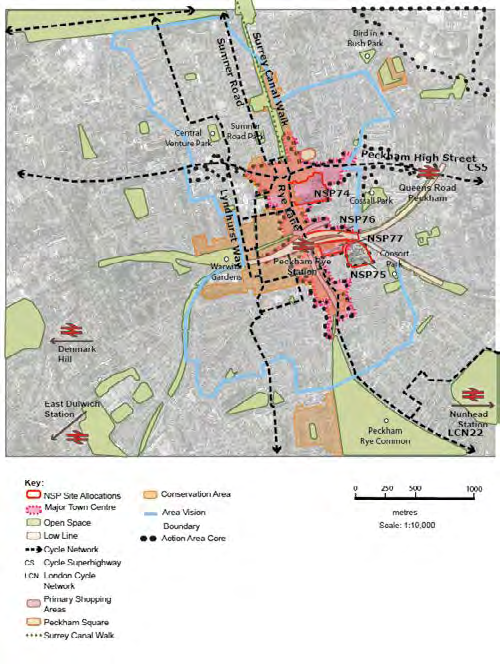 Bird in
Bush Park
Surrey Canal Walk
Sumner Road
Central
Venture Park
Sumner
Road Park
Peckham High Street
CS5
Queens Road
Peckham
NSP74
Costall Park
Rye Lane
Lyndhurst Way
NSP76
NSP77
Consort
Park
Peckham Rye
Station
Warwick
Gardens
NSP75
Denmark
Hill
East Dulwich
Station
Nunhead
Station
LCN22
Peckham
Rye Common
Key:
NSP Site Allocations
Major Town Centre
Open Space
Low Line
Cycle Network
CS Cycle Superhighway
LCN London Cycle
Network
Primary Shopping
Areas
Peckham Square
Surrey Canal Walk
Conservation Area
Area Vision
Boundary
Action Area Core
0 250 500 1000
metres
Scale: 1:10,000